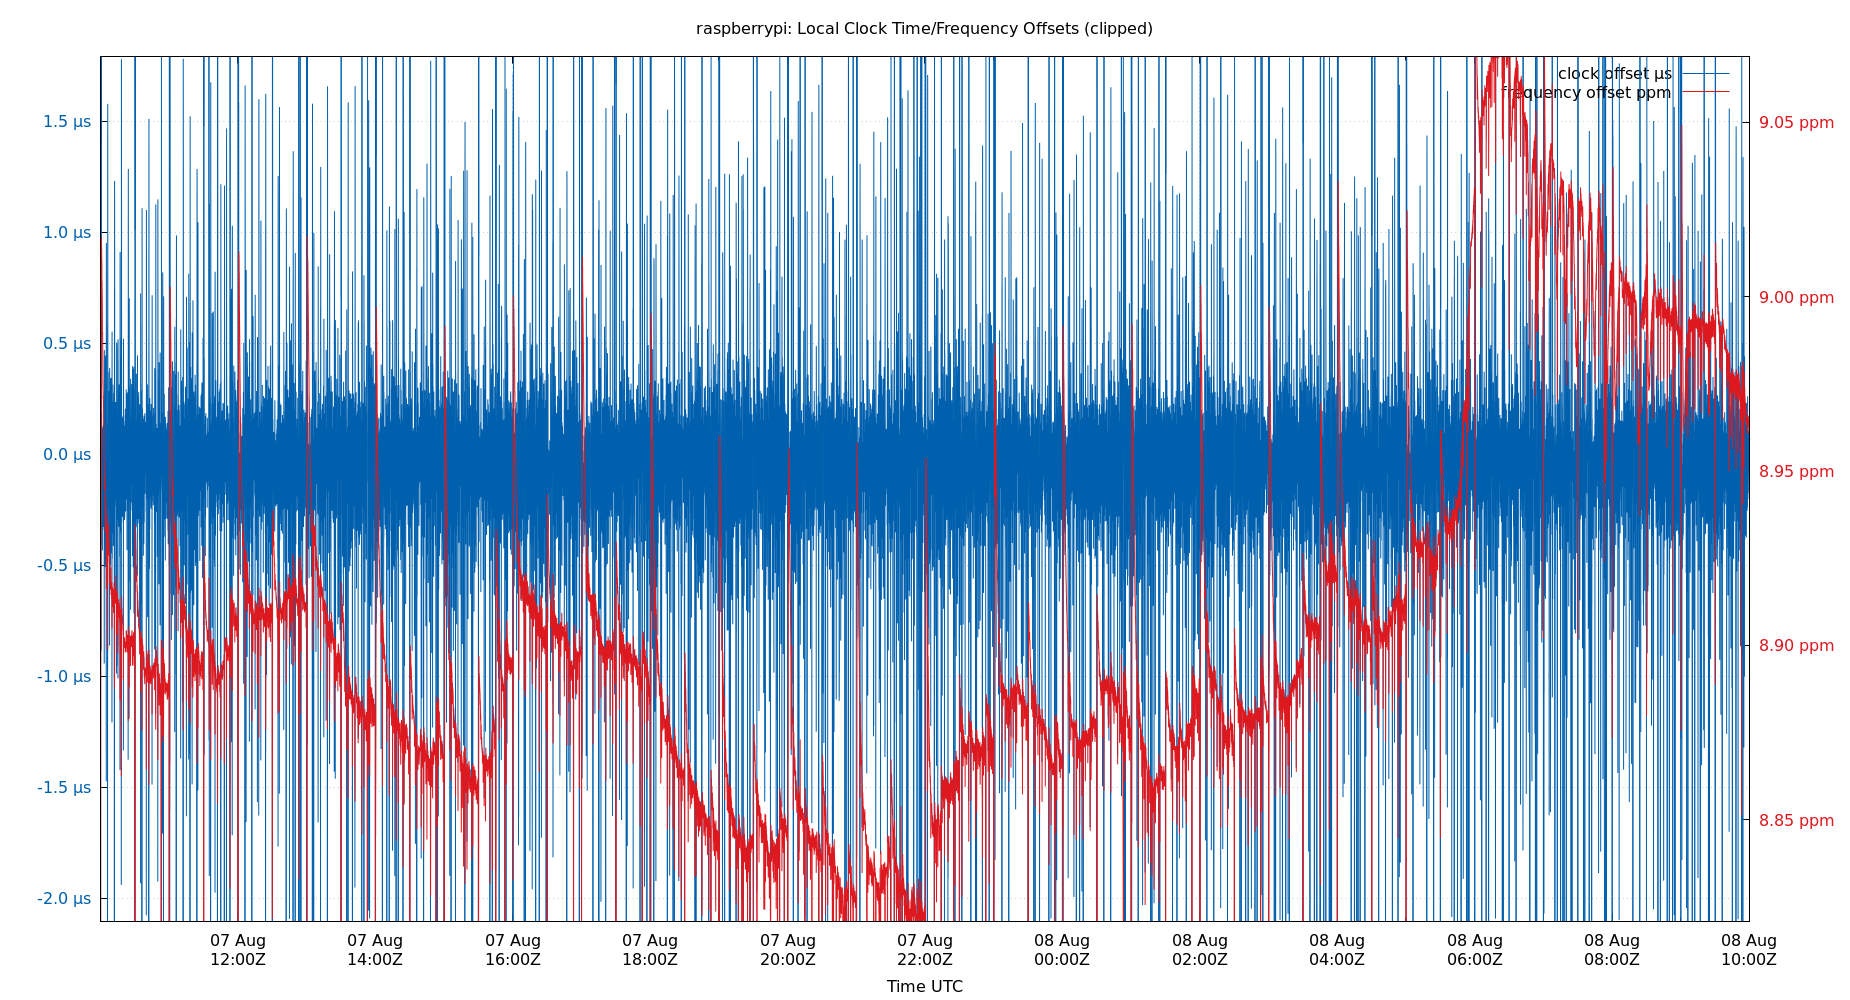 raspberrypi: Local Clock Time/Frequency Offsets (clipped)
clock offset µs
frequency offset ppm
1.5 µs
1.0 µs
0.5 µs
0.0 µs
-0.5 µs
-1.0 µs
-1.5 µs
-2.0 µs
9.05 ppm
9.00 ppm
8.95 ppm
8.90 ppm
8.85 ppm
07 Aug 07 Aug 07 Aug 07 Aug 07 Aug 07 Aug 08 Aug 08 Aug 08 Aug 08 Aug 08 Aug 08 Aug
12:00Z 14:00Z 16:00Z 18:00Z 20:00Z 22:00Z 00:00Z 02:00Z 04:00Z 06:00Z 08:00Z 10:00Z
Time UTC